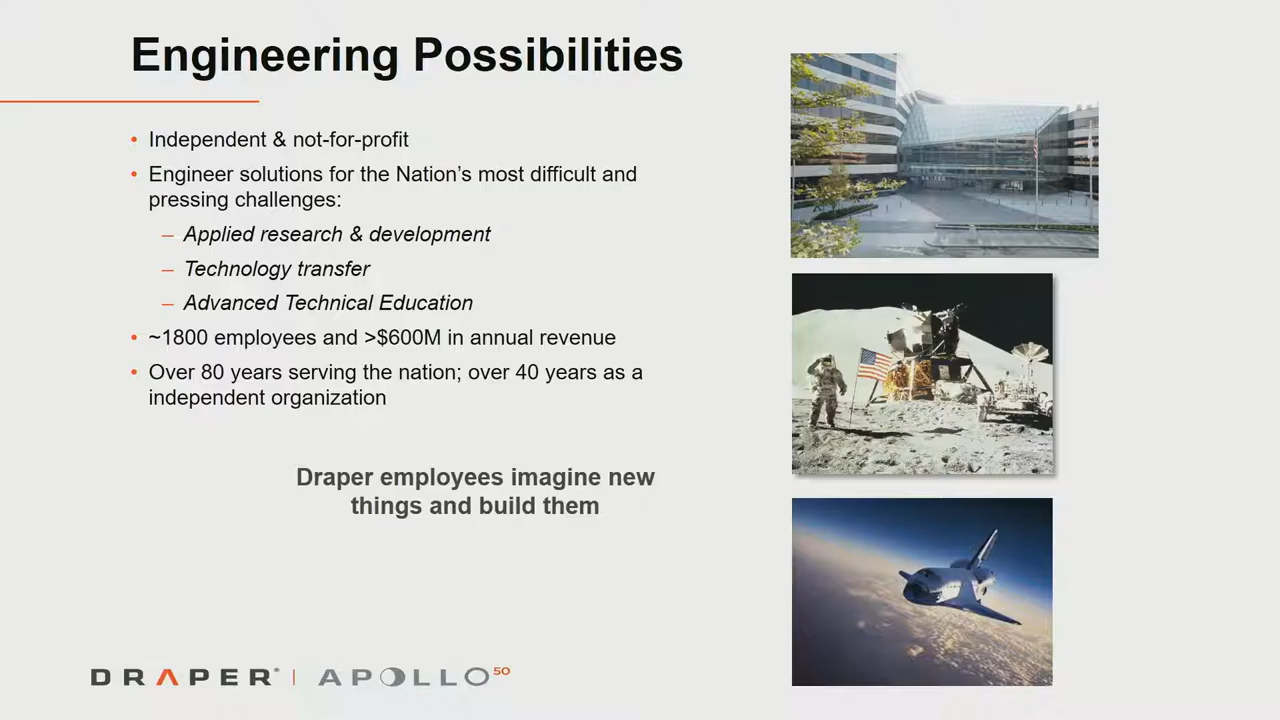 Engineering Possibilities
• Independent & not-for-profit
• Engineer solutions for the Nation’s most difficult and
pressing challenges:
– Applied research & development
– Technology transfer
– Advanced Technical Education
• ~1800 employees and >$600M in annual revenue
• Over 80 years serving the nation; over 40 years as a
independent organization
Draper employees imagine new
things and build them
DRAPER® | APOLLO50